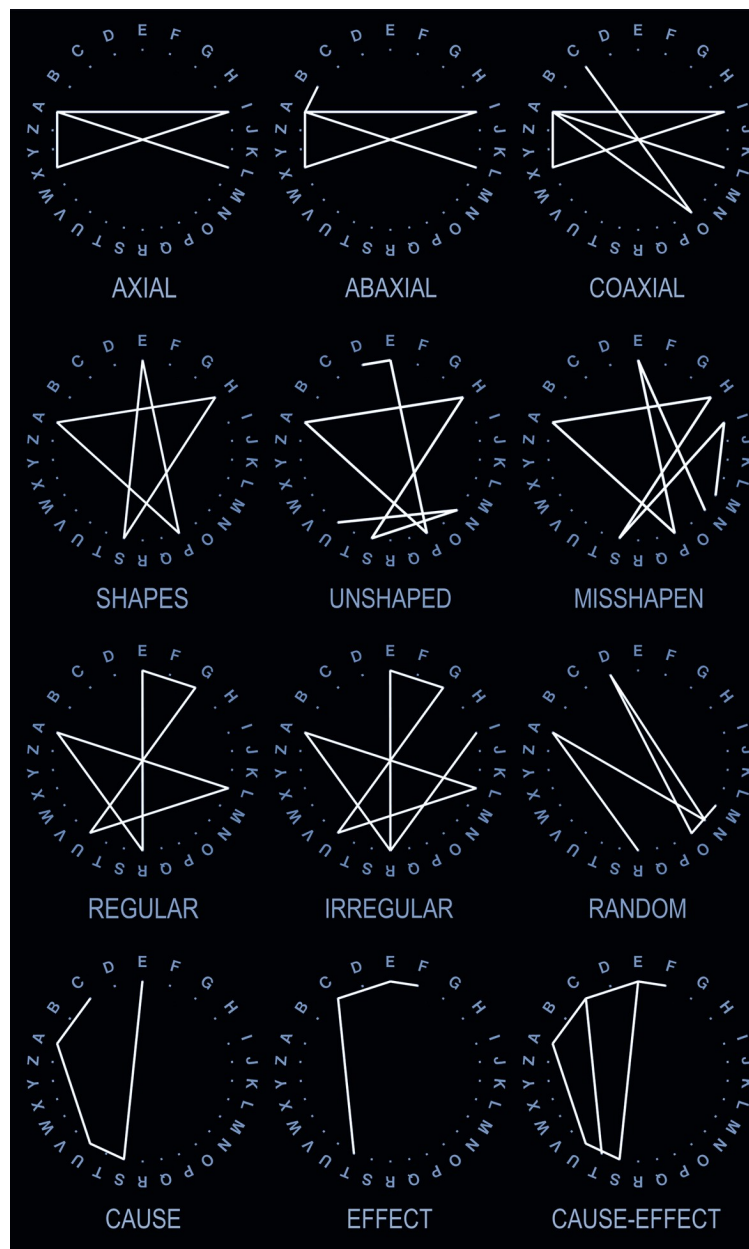 A B C D E F G H I J K L M N O P Q R S T U V W X Y Z
AXIAL
A B C D E F G H I J K L M N O P Q R S T U V W X Y Z
ABAXIAL
A B C D E F G H I J K L M N O P Q R S T U V W X Y Z
COAXIAL
A B C D E F G H I J K L M N O P Q R S T U V W X Y Z
SHAPES
A B C D E F G H I J K L M N O P Q R S T U V W X Y Z
UNSHAPED
A B C D E F G H I J K L M N O P Q R S T U V W X Y Z
MISSHAPEN
A B C D E F G H I J K L M N O P Q R S T U V W X Y Z
REGULAR
A B C D E F G H I J K L M N O P Q R S T U V W X Y Z
IRREGULAR
A B C D E F G H I J K L M N O P Q R S T U V W X Y Z
RANDOM
A B C D E F G H I J K L M N O P Q R S T U V W X Y Z
CAUSE
A B C D E F G H I J K L M N O P Q R S T U V W X Y Z
EFFECT
A B C D E F G H I J K L M N O P Q R S T U V W X Y Z
CAUSE-EFFECT